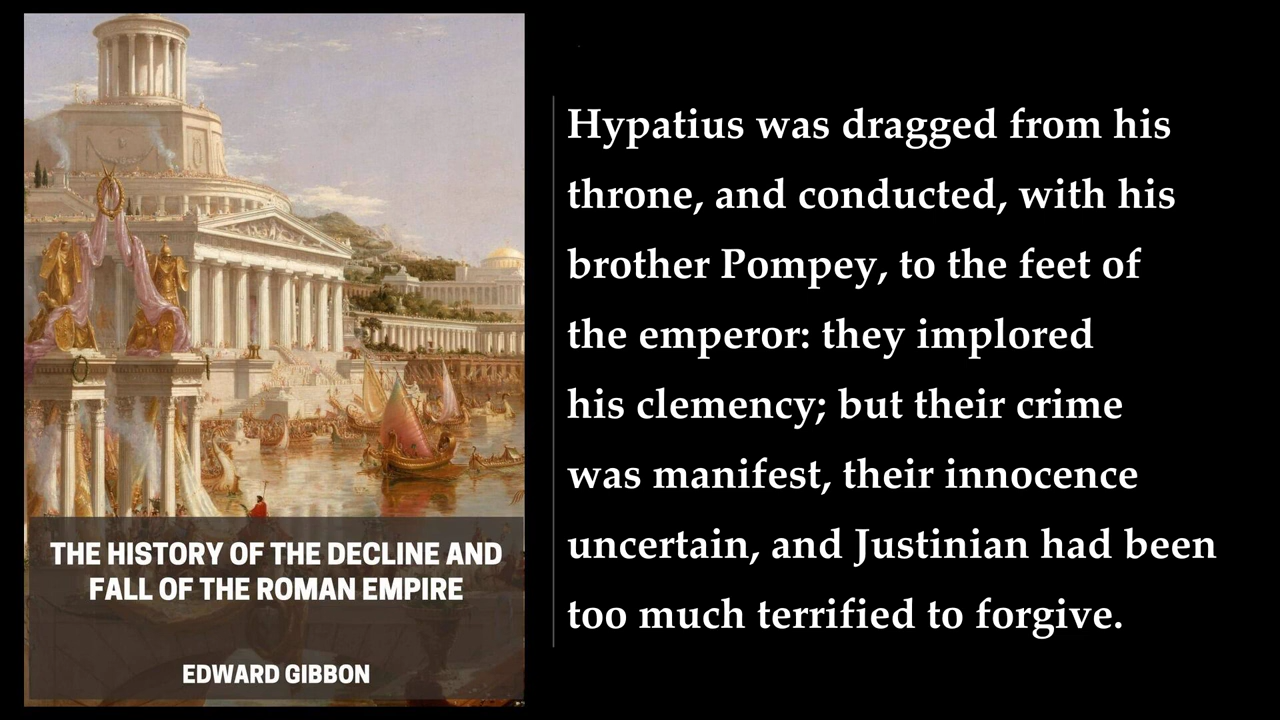 THE HISTORY OF THE DECLINE AND
FALL OF THE ROMAN EMPIRE
EDWARD GIBBON
Hypatius was dragged from his
throne, and conducted, with his
brother Pompey, to the feet of
the emperor: they implored
his clemency; but their crime
was manifest, their innocence
uncertain, and Justinian had been
too much terrified to forgive.